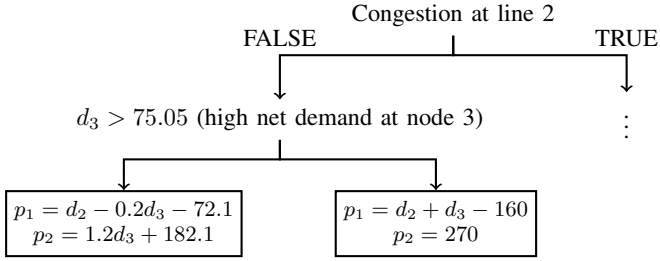 Congestion at line 2
FALSE
TRUE
d₃ > 75.05 (high net demand at node 3)
⋮
p₁ = d₂ − 0.2d₃ − 72.1
p₂ = 1.2d₃ + 182.1
p₁ = d₂ + d₃ − 160
p₂ = 270